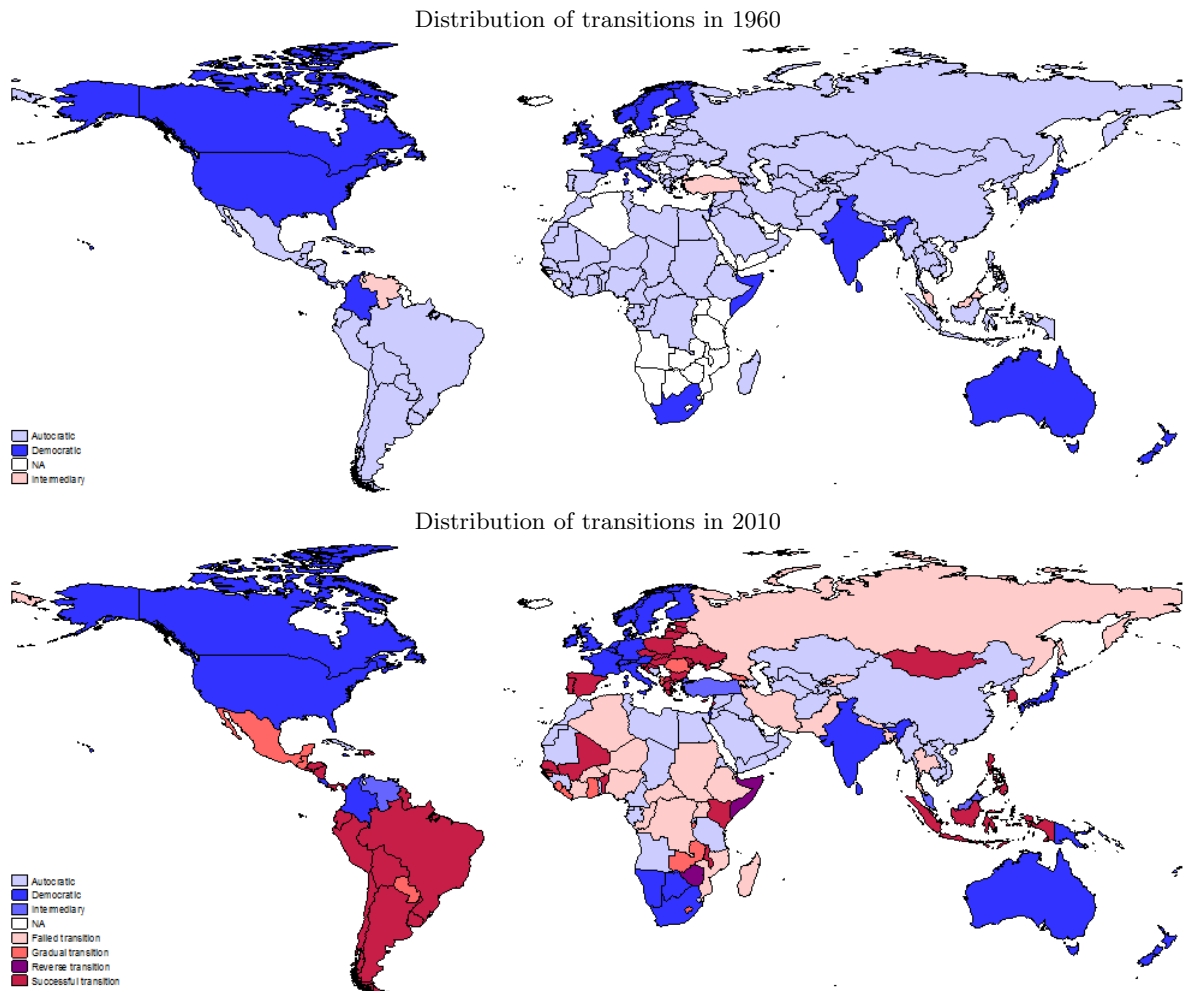 Distribution of transitions in 1960
Autocratic
Democratic
NA
Intermediary
Distribution of transitions in 2010
Autocratic
Democratic
Intermediary
NA
Failed transition
Gradual transition
Reverse transition
Successful transition